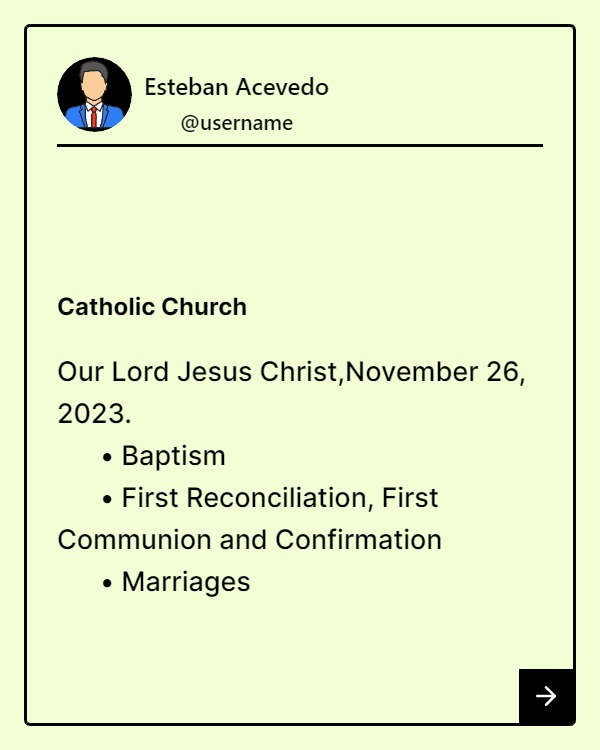 Esteban Acevedo
@username
Catholic Church
Our Lord Jesus Christ,November 26,
2023.
• Baptism
• First Reconciliation, First
Communion and Confirmation
• Marriages